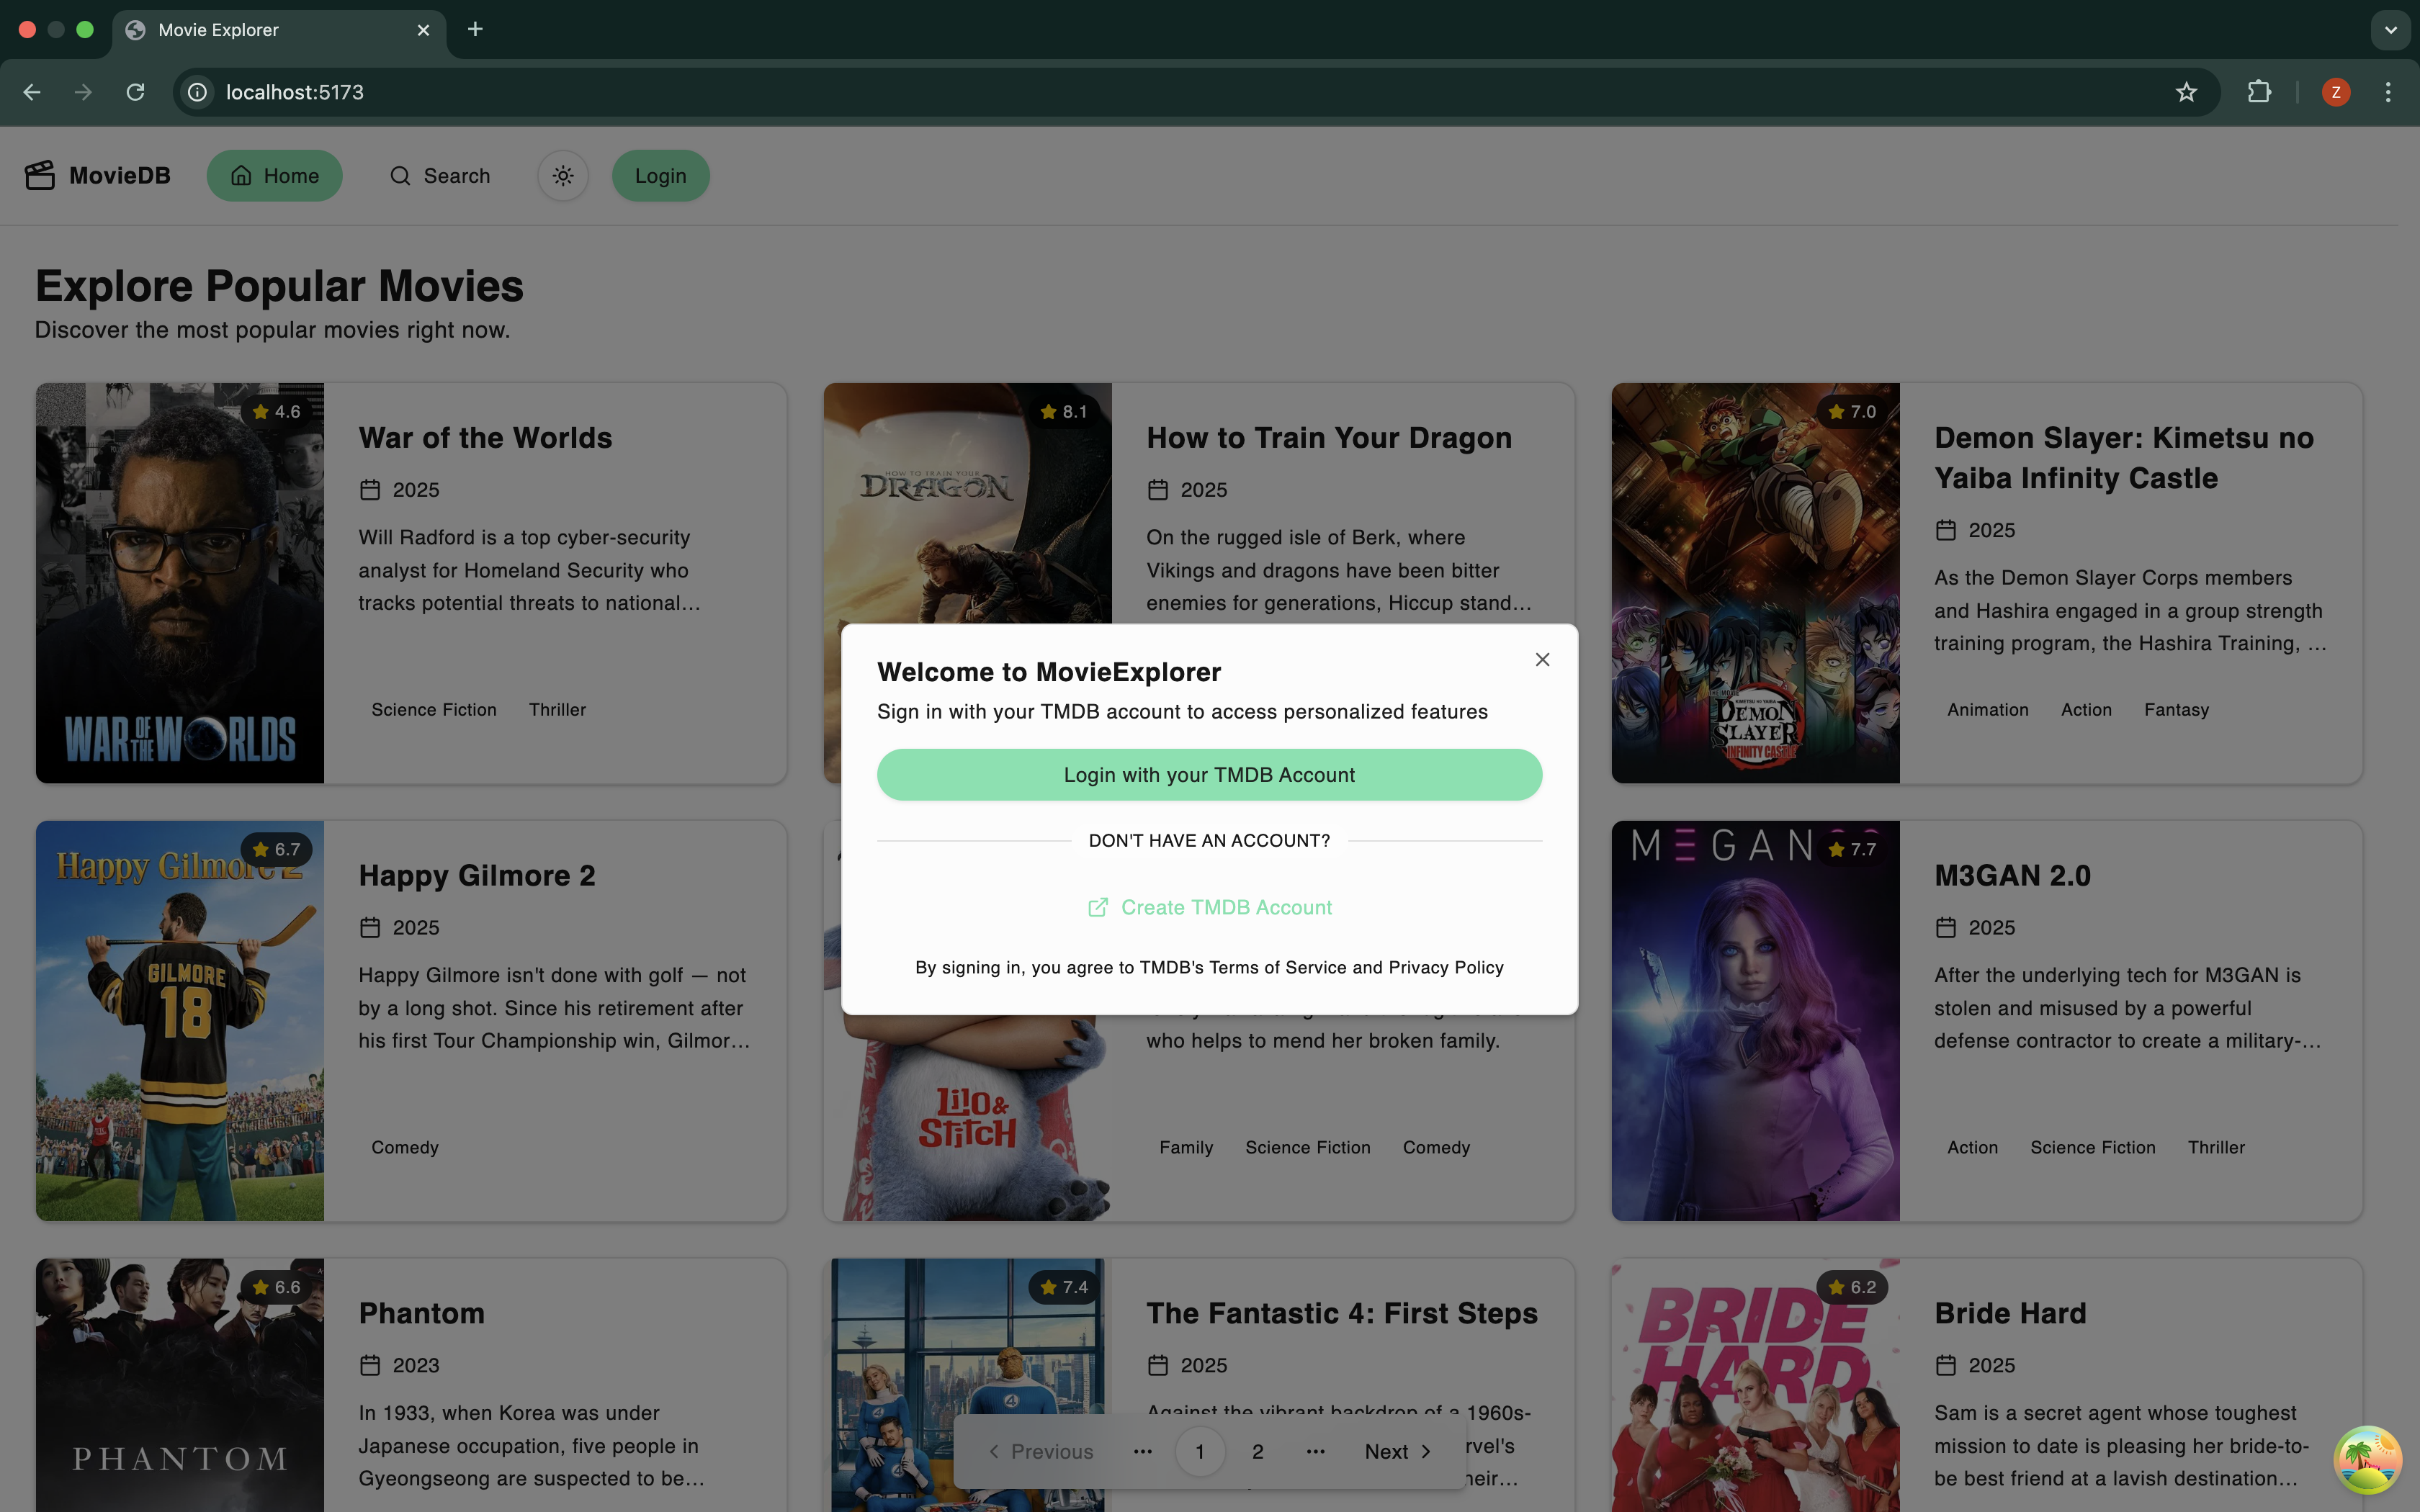 Movie Explorer
localhost:5173
Z
MovieDB
Home
Search
Login
Explore Popular Movies
Discover the most popular movies right now.
4.6
WAR OF THE WORLDS
War of the Worlds
2025
Will Radford is a top cyber-security
analyst for Homeland Security who
tracks potential threats to national...
Science Fiction Thriller
8.1
HOW TO TRAIN YOUR
DRAGON
How to Train Your Dragon
2025
On the rugged isle of Berk, where
Vikings and dragons have been bitter
enemies for generations, Hiccup stand...
7.0
THE MOVIE
DEMON
SLAYER
INFINITY CASTLE
Demon Slayer: Kimetsu no
Yaiba Infinity Castle
2025
As the Demon Slayer Corps members
and Hashira engaged in a group strength
training program, the Hashira Training, ...
Animation Action Fantasy
Welcome to MovieExplorer
Sign in with your TMDB account to access personalized features
Login with your TMDB Account
DON'T HAVE AN ACCOUNT?
Create TMDB Account
By signing in, you agree to TMDB's Terms of Service and Privacy Policy
6.7
Happy Gilmore 2
GILMORE
18
Happy Gilmore 2
2025
Happy Gilmore isn't done with golf — not
by a long shot. Since his retirement after
his first Tour Championship win, Gilmor...
Comedy
Lilo &
Stitch
who helps to mend her broken family.
Family Science Fiction Comedy
MEGAN
7.7
M3GAN 2.0
2025
After the underlying tech for M3GAN is
stolen and misused by a powerful
defense contractor to create a military-...
Action Science Fiction Thriller
6.6
PHANTOM
Phantom
2023
In 1933, when Korea was under
Japanese occupation, five people in
Gyeongseong are suspected to be...
7.4
4
4
4
The Fantastic 4: First Steps
2025
Against the vibrant backdrop of a 1960s-
rvel's
heir...
6.2
BRIDE
HARD
Bride Hard
2025
Sam is a secret agent whose toughest
mission to date is pleasing her bride-to-
be best friend at a lavish destination...
Previous ... 1 2 ... Next